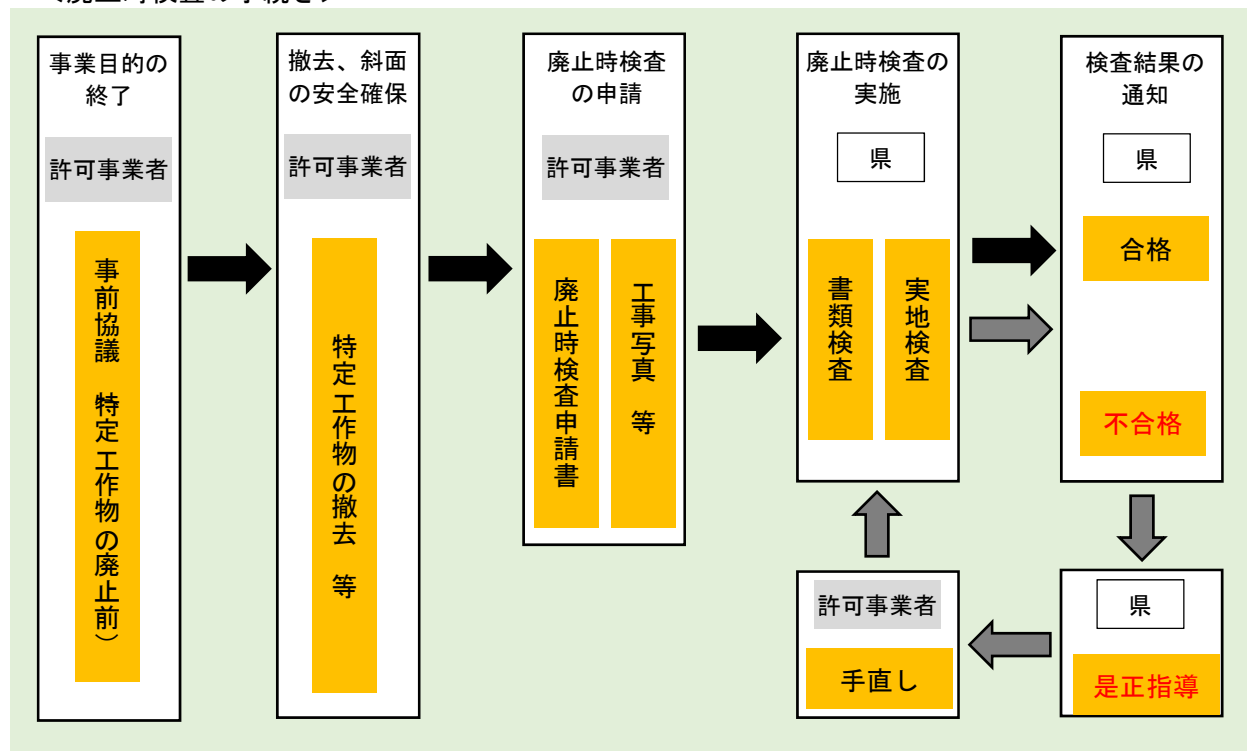 事業目的の
終了
許可事業者
事前協議 特定工作物の廃止前)
撤去、斜面
の安全確保
許可事業者
特定工作物の撤去 等
廃止時検査
の申請
許可事業者
廃止時検査申請書
工事写真 等
廃止時検査の
実施
県
書類検査
実地検査
検査結果の
通知
県
合格
不合格
県
是正指導
許可事業者
手直し